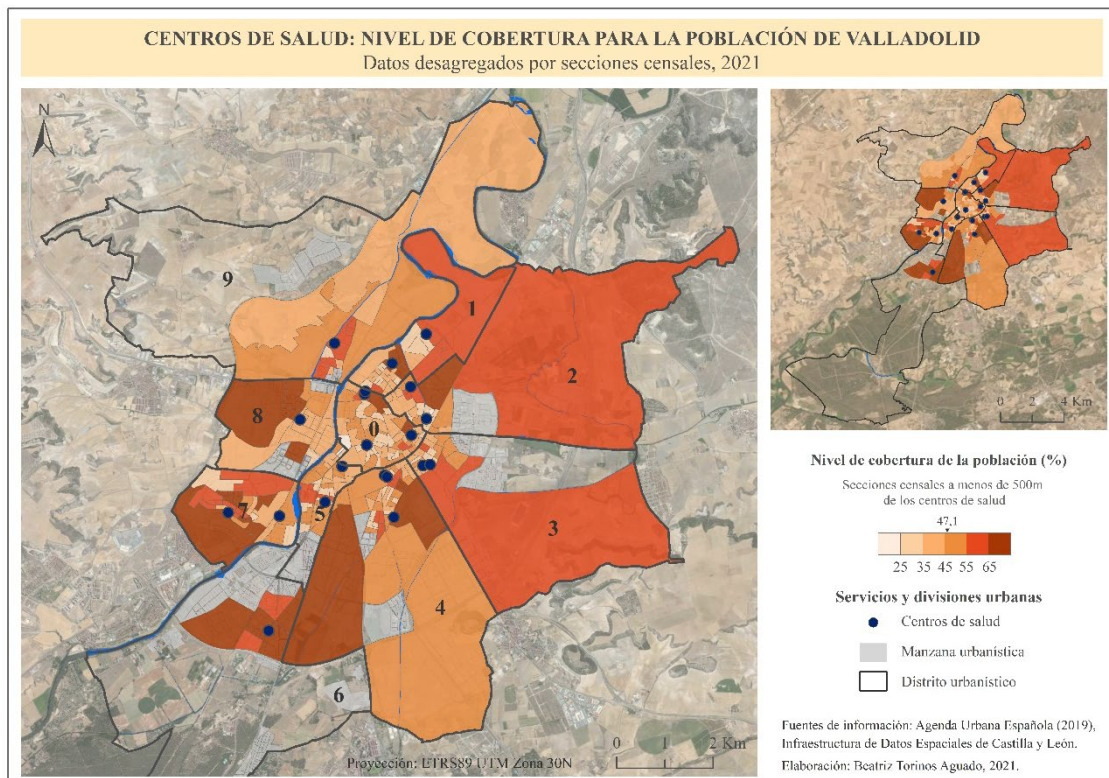 CENTROS DE SALUD: NIVEL DE COBERTURA PARA LA POBLACIÓN DE VALLADOLID
Datos desagregados por secciones censales, 2021
N
9
1
2
8
0
7
5
3
4
6
Proyección: ETRS89 UTM Zona 30N
0 1 2 Km
0 2 4 Km
Nivel de cobertura de la población (%)
Secciones censales a menos de 500m
de los centros de salud
47,1
25 35 45 55 65
Servicios y divisiones urbanas
Centros de salud
Manzana urbanística
Distrito urbanístico
Fuentes de información: Agenda Urbana Española (2019),
Infraestructura de Datos Espaciales de Castilla y León.
Elaboración: Beatriz Torinos Aguado, 2021.